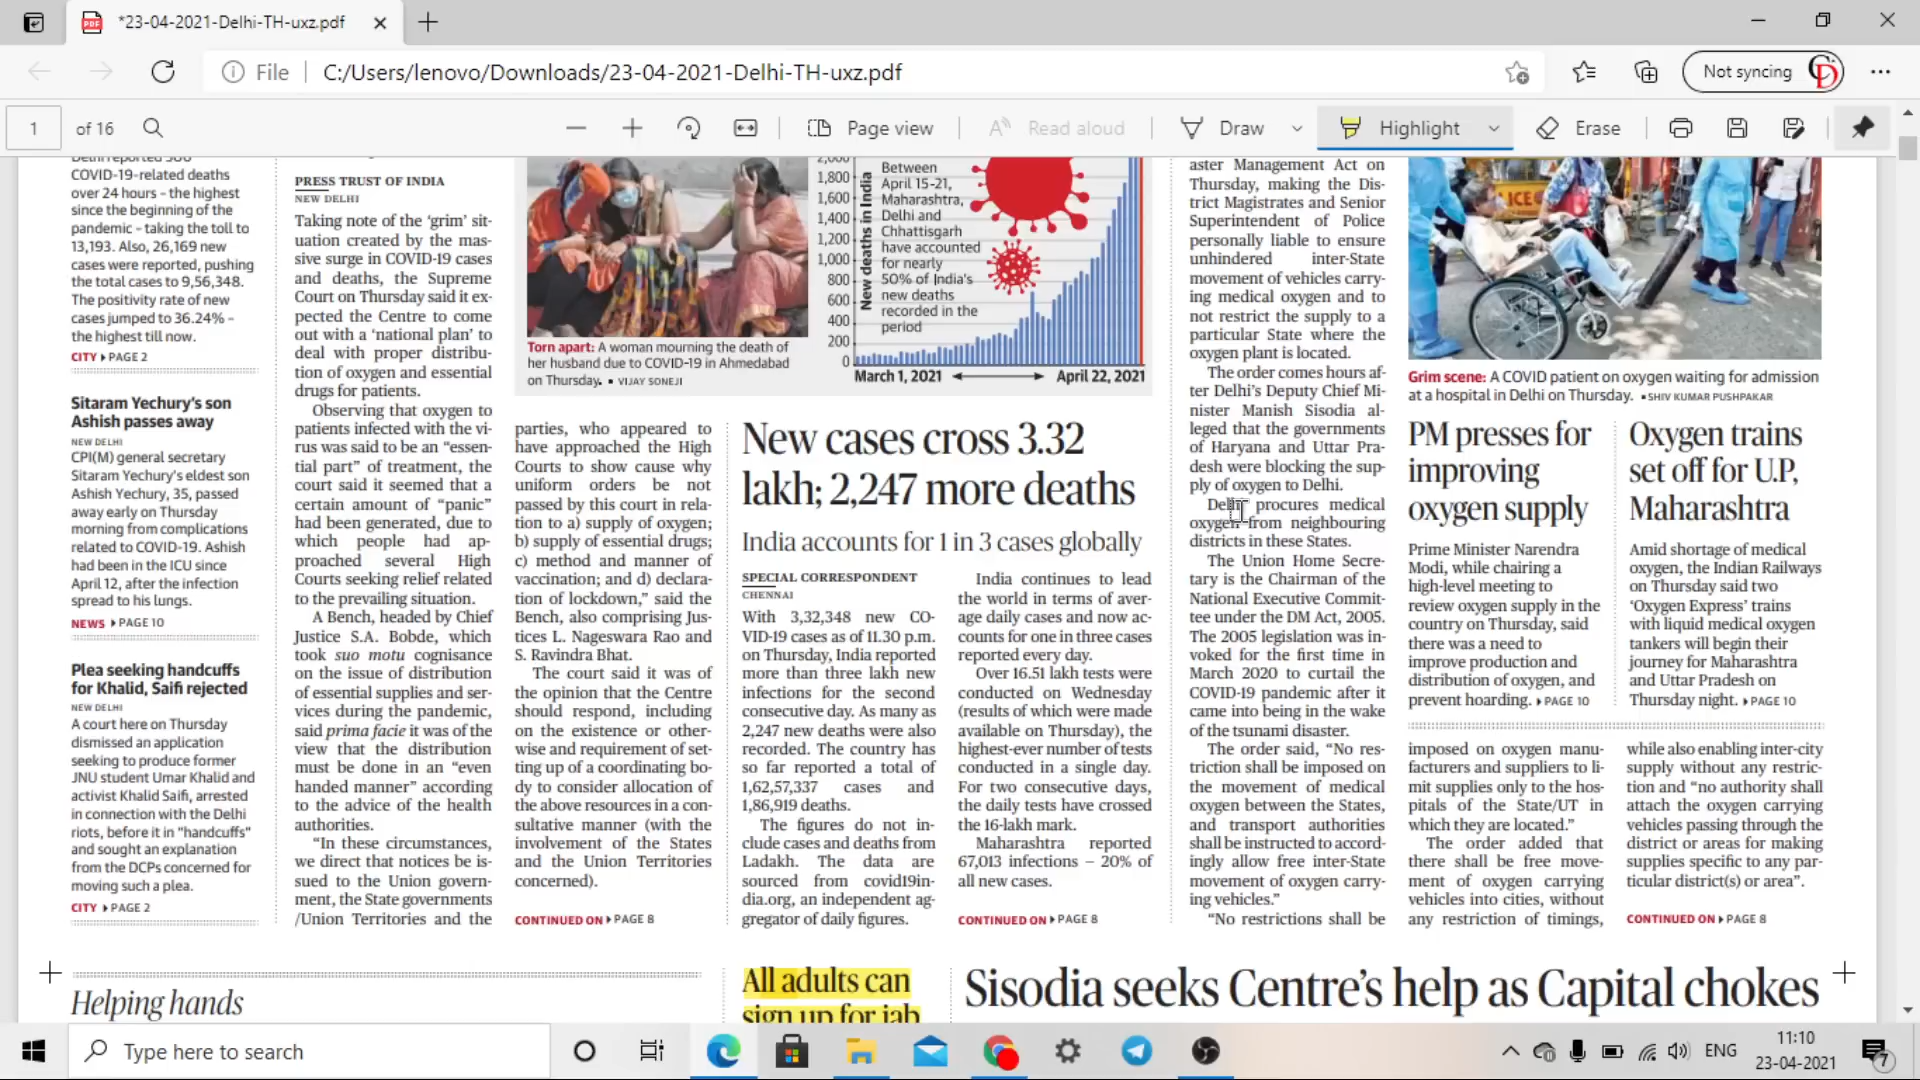 *23-04-2021-Delhi-TH-uxz.pdf
File
C:/Users/lenovo/Downloads/23-04-2021-Delhi-TH-uxz.pdf
Not syncing
1 of 16
Page view
Read aloud
Draw
Highlight
Erase
COVID-19-related deaths
over 24 hours – the highest
since the beginning of the
pandemic – taking the toll to
13,193. Also, 26,169 new
cases were reported, pushing
the total cases to 9,56,348.
The positivity rate of new
cases jumped to 36.24% –
the highest till now.
CITY PAGE 2
Sitaram Yechury's son
Ashish passes away
NEW DELHI
CPI(M) general secretary
Sitaram Yechury's eldest son
Ashish Yechury, 35, passed
away early on Thursday
morning from complications
related to COVID-19. Ashish
had been in the ICU since
April 12, after the infection
spread to his lungs.
NEWS PAGE 10
Plea seeking handcuffs
for Khalid, Saifi rejected
NEW DELHI
A court here on Thursday
dismissed an application
seeking to produce former
JNU student Umar Khalid and
activist Khalid Saifi, arrested
in connection with the Delhi
riots, before it in "handcuffs"
and sought an explanation
from the DCPs concerned for
moving such a plea.
CITY PAGE 2
PRESS TRUST OF INDIA
NEW DELHI
Taking note of the 'grim' sit-
uation created by the mas-
sive surge in COVID-19 cases
and deaths, the Supreme
Court on Thursday said it ex-
pected the Centre to come
out with a 'national plan' to
deal with proper distribu-
tion of oxygen and essential
drugs for patients.
Observing that oxygen to
patients infected with the vi-
rus was said to be an "essen-
tial part" of treatment, the
court said it seemed that a
certain amount of "panic"
had been generated, due to
which people had ap-
proached several High
Courts seeking relief related
to the prevailing situation.
A Bench, headed by Chief
Justice S.A. Bobde, which
took suo motu cognisance
on the issue of distribution
of essential supplies and ser-
vices during the pandemic,
said prima facie it was of the
view that the distribution
must be done in an "even
handed manner" according
to the advice of the health
authorities.
"In these circumstances,
we direct that notices be is-
sued to the Union govern-
ment, the State governments
/Union Territories and the
Torn apart: A woman mourning the death of
her husband due to COVID-19 in Ahmedabad
on Thursday. ▪ VIJAY SONEJI
New deaths in India
2,000
1,800
1,600
1,400
1,200
1,000
800
600
400
200
0
Between
April 15-21,
Maharashtra,
Delhi and
Chhattisgarh
have accounted
for nearly
50% of India's
new deaths
recorded in the
period
March 1, 2021
April 22, 2021
parties, who appeared to
have approached the High
Courts to show cause why
uniform orders be not
passed by this court in rela-
tion to a) supply of oxygen;
b) supply of essential drugs;
c) method and manner of
vaccination; and d) declara-
tion of lockdown," said the
Bench, also comprising Jus-
tices L. Nageswara Rao and
S. Ravindra Bhat.
The court said it was of
the opinion that the Centre
should respond, including
on the existence or other-
wise and requirement of set-
ting up of a coordinating bo-
dy to consider allocation of
the above resources in a con-
sultative manner (with the
involvement of the States
and the Union Territories
concerned).
CONTINUED ON PAGE 8
New cases cross 3.32
lakh; 2,247 more deaths
India accounts for 1 in 3 cases globally
SPECIAL CORRESPONDENT
CHENNAI
With 3,32,348 new CO-
VID-19 cases as of 11.30 p.m.
on Thursday, India reported
more than three lakh new
infections for the second
consecutive day. As many as
2,247 new deaths were also
recorded. The country has
so far reported a total of
1,62,57,337 cases and
1,86,919 deaths.
The figures do not in-
clude cases and deaths from
Ladakh. The data are
sourced from covid19in-
dia.org, an independent ag-
gregator of daily figures.
India continues to lead
the world in terms of aver-
age daily cases and now ac-
counts for one in three cases
reported every day.
Over 16.51 lakh tests were
conducted on Wednesday
(results of which were made
available on Thursday), the
highest-ever number of tests
conducted in a single day.
For two consecutive days,
the daily tests have crossed
the 16-lakh mark.
Maharashtra reported
67,013 infections – 20% of
all new cases.
CONTINUED ON PAGE 8
aster Management Act on
Thursday, making the Dis-
trict Magistrates and Senior
Superintendent of Police
personally liable to ensure
unhindered inter-State
movement of vehicles carry-
ing medical oxygen and to
not restrict the supply to a
particular State where the
oxygen plant is located.
The order comes hours af-
ter Delhi's Deputy Chief Mi-
nister Manish Sisodia al-
leged that the governments
of Haryana and Uttar Pra-
desh were blocking the sup-
ply of oxygen to Delhi.
Delhi procures medical
oxygen from neighbouring
districts in these States.
The Union Home Secre-
tary is the Chairman of the
National Executive Commit-
tee under the DM Act, 2005.
The 2005 legislation was in-
voked for the first time in
March 2020 to curtail the
COVID-19 pandemic after it
came into being in the wake
of the tsunami disaster.
The order said, "No res-
triction shall be imposed on
the movement of medical
oxygen between the States,
and transport authorities
shall be instructed to accord-
ingly allow free inter-State
movement of oxygen carry-
ing vehicles."
"No restrictions shall be
ICE
Grim scene: A COVID patient on oxygen waiting for admission
at a hospital in Delhi on Thursday. ▪ SHIV KUMAR PUSHPAKAR
PM presses for
improving
oxygen supply
Prime Minister Narendra
Modi, while chairing a
high-level meeting to
review oxygen supply in the
country on Thursday, said
there was a need to
improve production and
distribution of oxygen, and
prevent hoarding. PAGE 10
Oxygen trains
set off for U.P,
Maharashtra
Amid shortage of medical
oxygen, the Indian Railways
on Thursday said two
'Oxygen Express' trains
with liquid medical oxygen
tankers will begin their
journey for Maharashtra
and Uttar Pradesh on
Thursday night. PAGE 10
imposed on oxygen manu-
facturers and suppliers to li-
mit supplies only to the hos-
pitals of the State/UT in
which they are located."
The order added that
there shall be free move-
ment of oxygen carrying
vehicles into cities, without
any restriction of timings,
while also enabling inter-city
supply without any restric-
tion and "no authority shall
attach the oxygen carrying
vehicles passing through the
district or areas for making
supplies specific to any par-
ticular district(s) or area".
CONTINUED ON PAGE 8
Helping hands
All adults can
sign up for jab
Sisodia seeks Centre's help as Capital chokes
Type here to search
ENG
11:10
23-04-2021
7